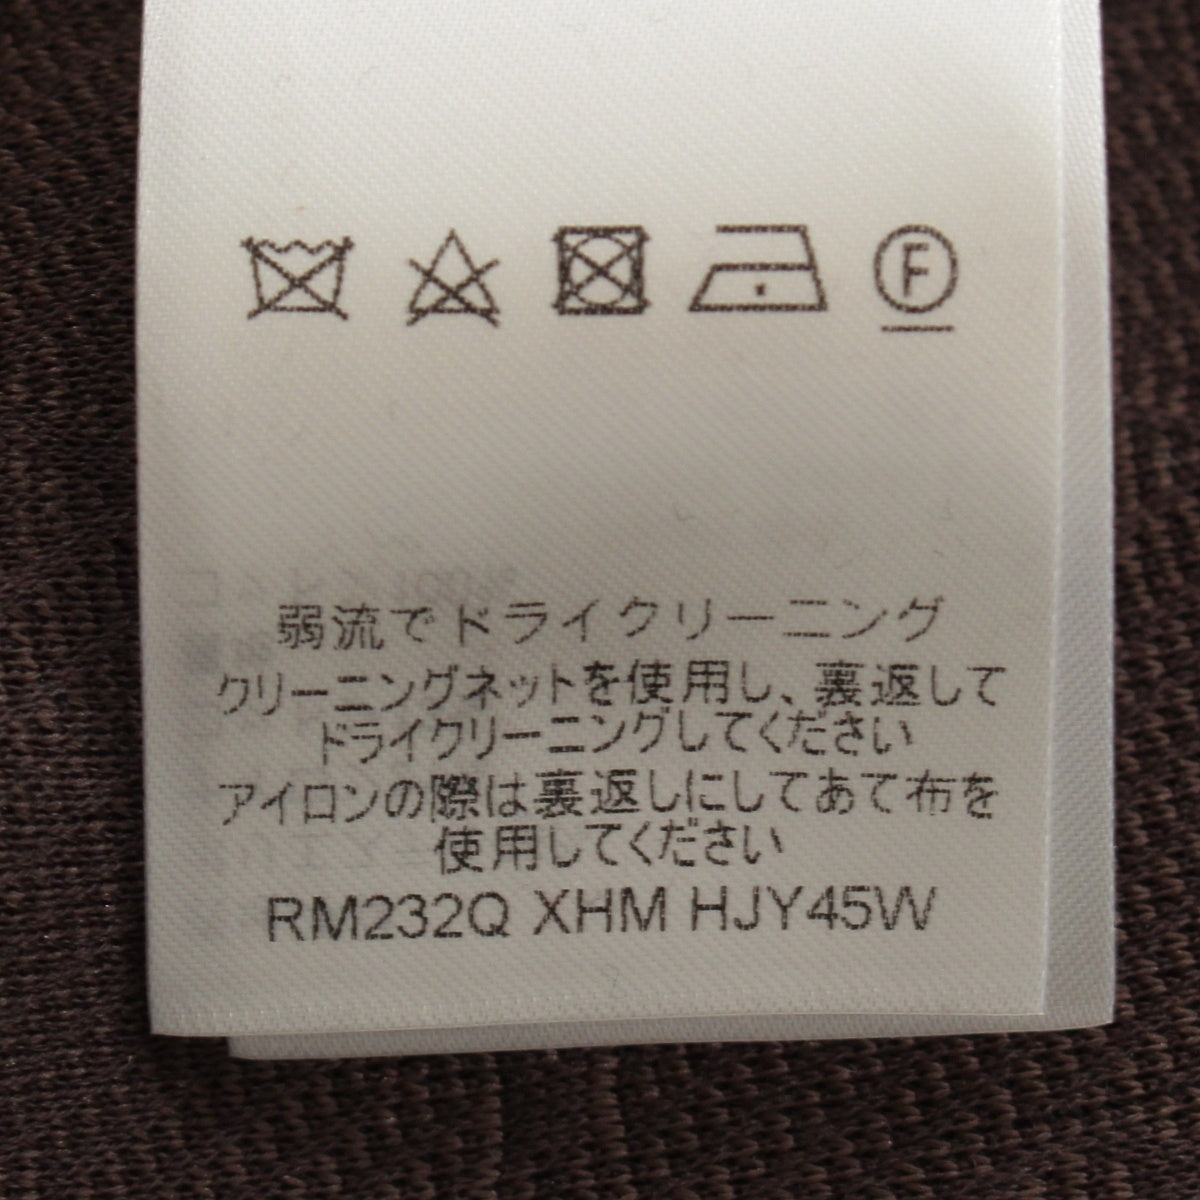 F
弱流でドライクリーニング
クリーニングネットを使用し、裏返して
ドライクリーニングしてください
アイロンの際は裏返しにしてあて布を
使用してください
RM232Q XHM HJY45W